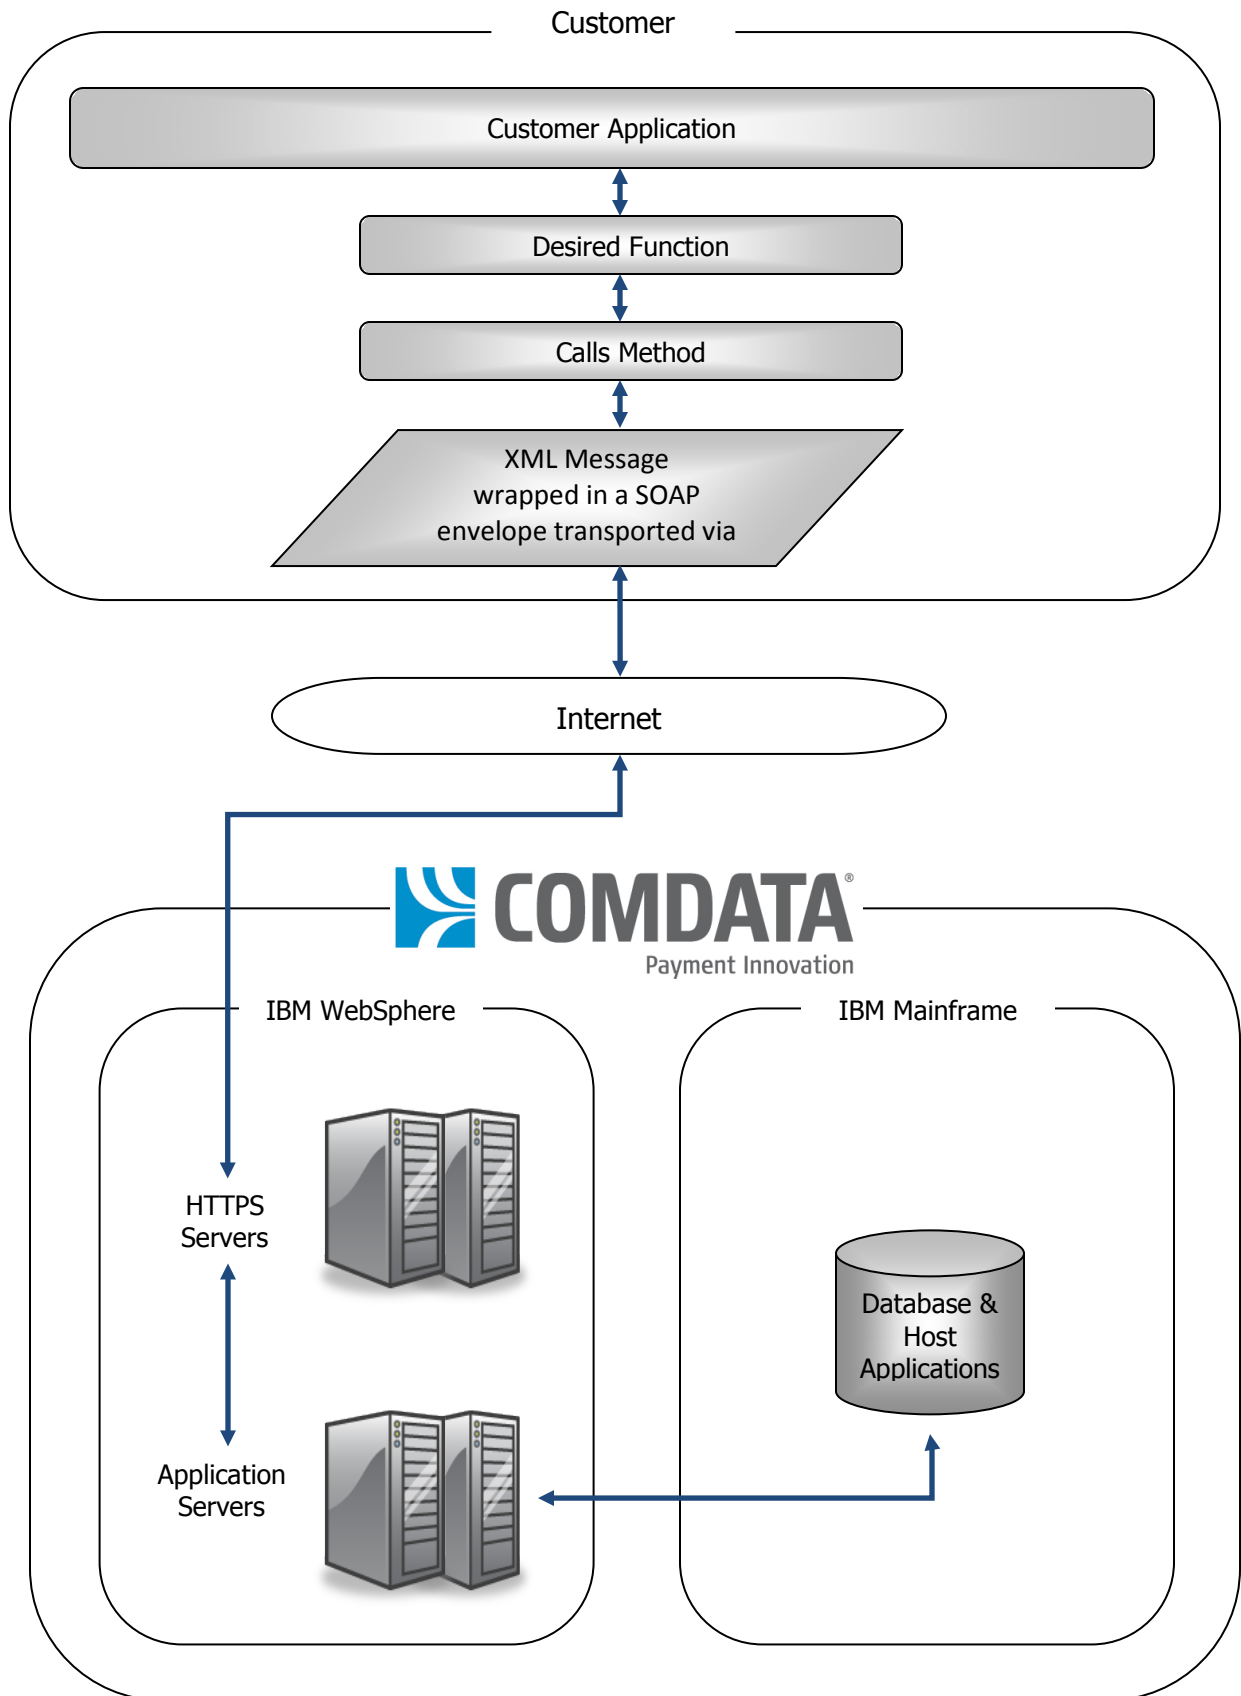 Customer
Customer Application
Desired Function
Calls Method
XML Message
wrapped in a SOAP
envelope transported via
Internet
COMDATA®
Payment Innovation
IBM WebSphere
IBM Mainframe
HTTPS
Servers
Database &
Host
Applications
Application
Servers